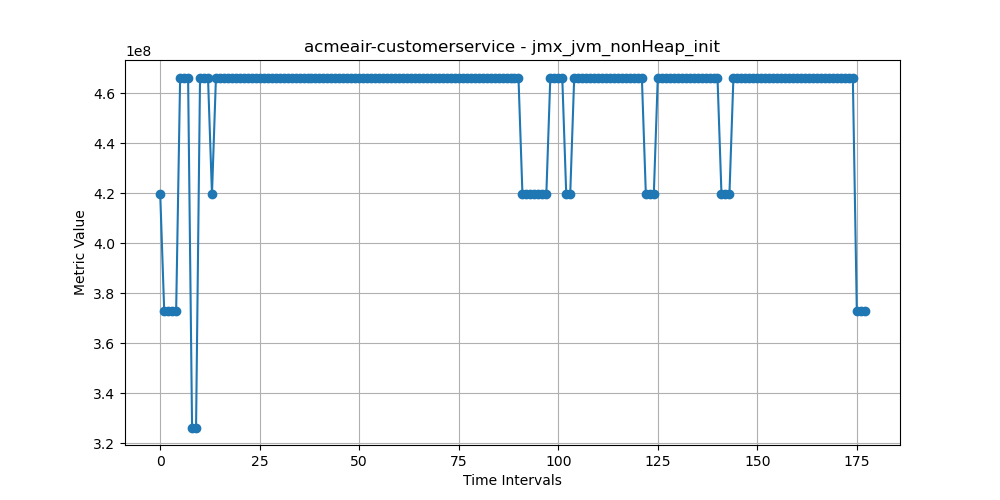 acmeair-customerservice - jmx_jvm_nonHeap_init
1e8
4.6
4.4
4.2
4.0
3.8
3.6
3.4
3.2
Metric Value
0 25 50 75 100 125 150 175
Time Intervals